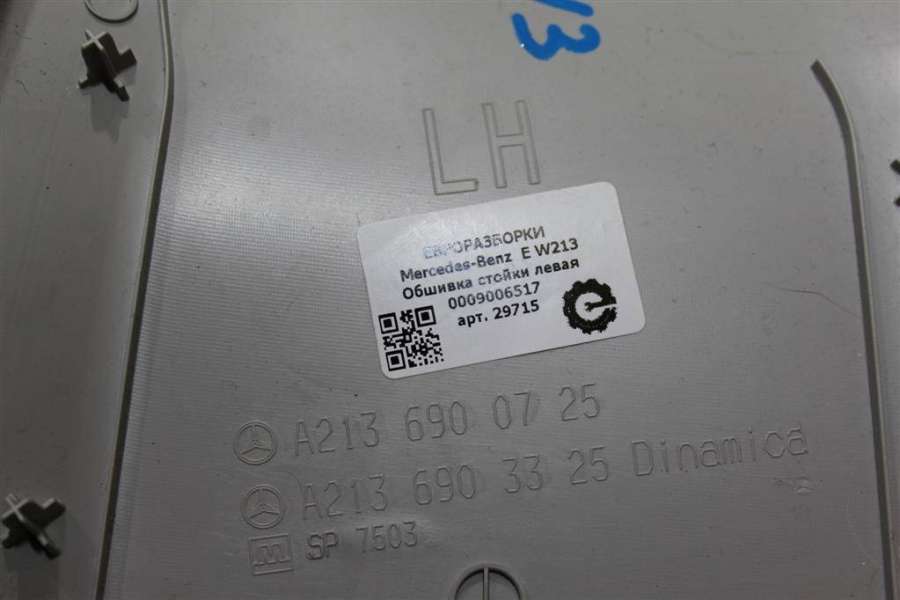 V3
LH
ЕВРОРАЗБОРКИ
Mercedes-Benz E W213
Обшивка стойки левая
0009006517
арт. 29715
A213 690 07 25
A213 690 33 25 Dinamica
SP 7503